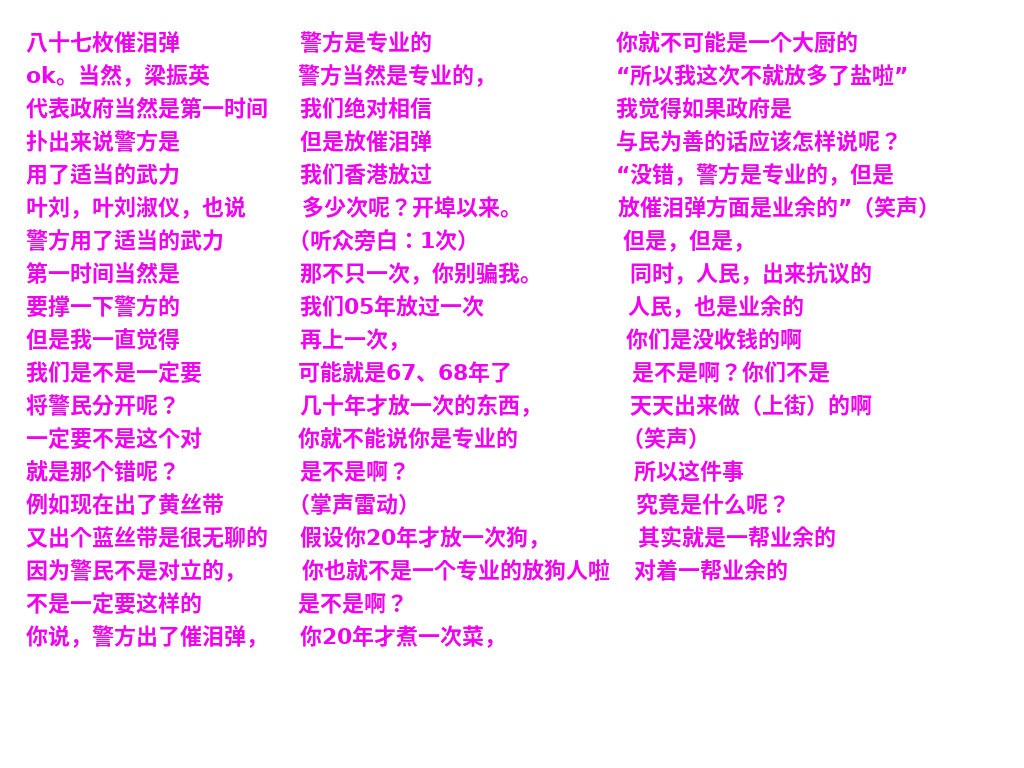 八十七枚催泪弹
ok。当然，梁振英
代表政府当然是第一时间
扑出来说警方是
用了适当的武力
叶刘，叶刘淑仪，也说
警方用了适当的武力
第一时间当然是
要撑一下警方的
但是我一直觉得
我们是不是一定要
将警民分开呢？
一定要不是这个对
就是那个错呢？
例如现在出了黄丝带
又出个蓝丝带是很无聊的
因为警民不是对立的，
不是一定要这样的
你说，警方出了催泪弹，
警方是专业的
警方当然是专业的，
我们绝对相信
但是放催泪弹
我们香港放过
多少次呢？开埠以来。
（听众旁白：1次）
那不只一次，你别骗我。
我们05年放过一次
再上一次，
可能就是67、68年了
几十年才放一次的东西，
你就不能说你是专业的
是不是啊？
（掌声雷动）
假设你20年才放一次狗，
你也就不是一个专业的放狗人啦
是不是啊？
你20年才煮一次菜，
你就不可能是一个大厨的
“所以我这次不就放多了盐啦”
我觉得如果政府是
与民为善的话应该怎样说呢？
“没错，警方是专业的，但是
放催泪弹方面是业余的”（笑声）
但是，但是，
同时，人民，出来抗议的
人民，也是业余的
你们是没收钱的啊
是不是啊？你们不是
天天出来做（上街）的啊
（笑声）
所以这件事
究竟是什么呢？
其实就是一帮业余的
对着一帮业余的